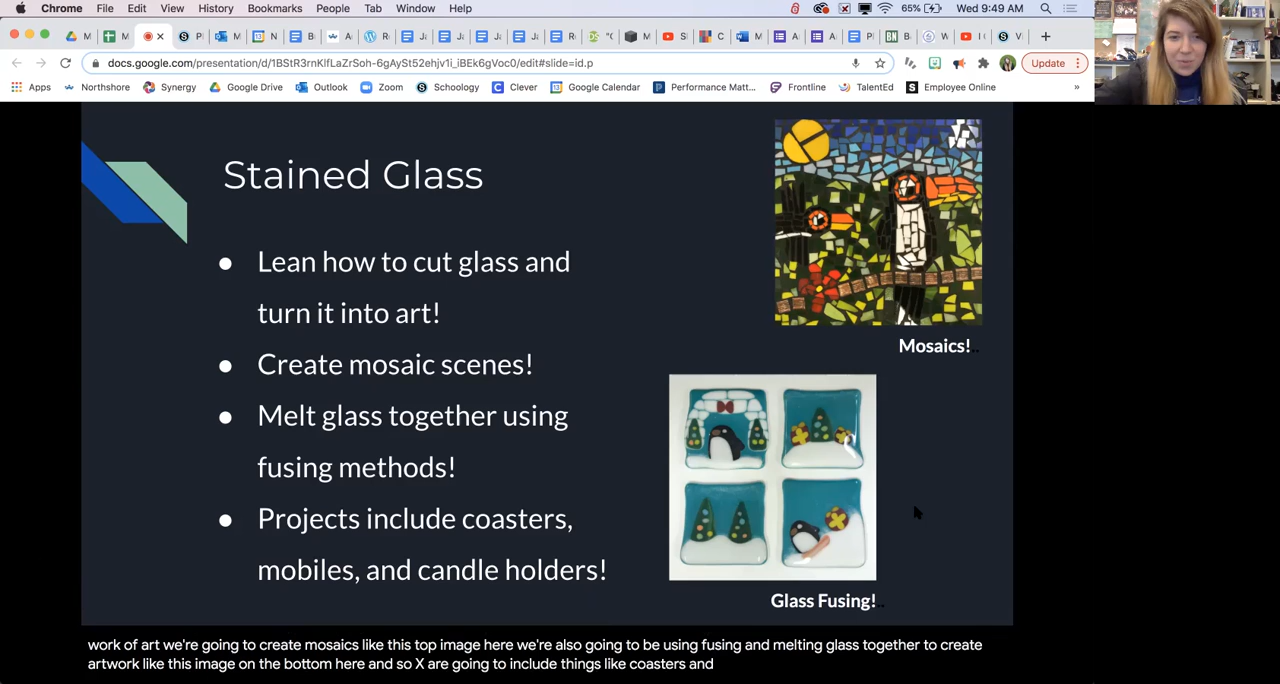 Chrome File Edit View History Bookmarks People Tab Window Help 65% Wed 9:49 AM
docs.google.com/presentation/d/1BStR3rnKlfLaZrSoh-6gAySt52ehlV1i_iBEk6gVoc0/edit#slide=id.p Update
Apps Northshore Synergy Google Drive Outlook Zoom Schoology Clever Google Calendar Performance Matt... Frontline TalentEd Employee Online »
Stained Glass
Lean how to cut glass and
turn it into art!
Create mosaic scenes!
Melt glass together using
fusing methods!
Projects include coasters,
mobiles, and candle holders!
Mosaics!
Glass Fusing!
work of art we're going to create mosaics like this top image here we're also going to be using fusing and melting glass together to create
artwork like this image on the bottom here and so X are going to include things like coasters and